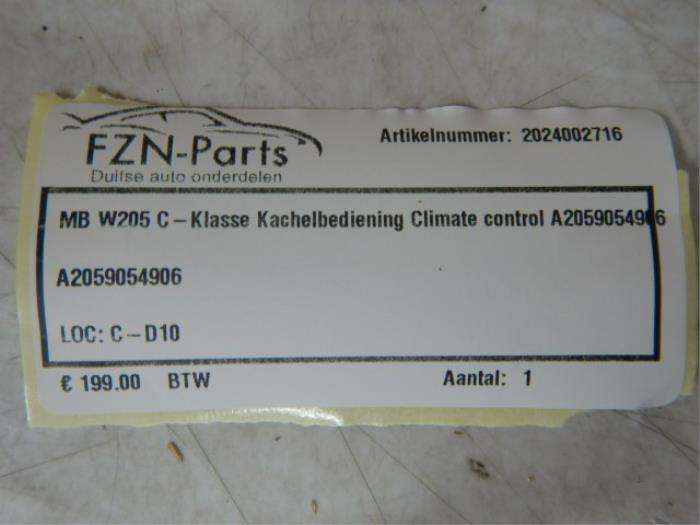 FZN-Parts
Duitse auto onderdelen
Artikelnummer: 2024002716
MB W205 C-Klasse Kachelbediening Climate control A2059054906
A2059054906
LOC: C-D10
€ 199.00 BTW
Aantal: 1